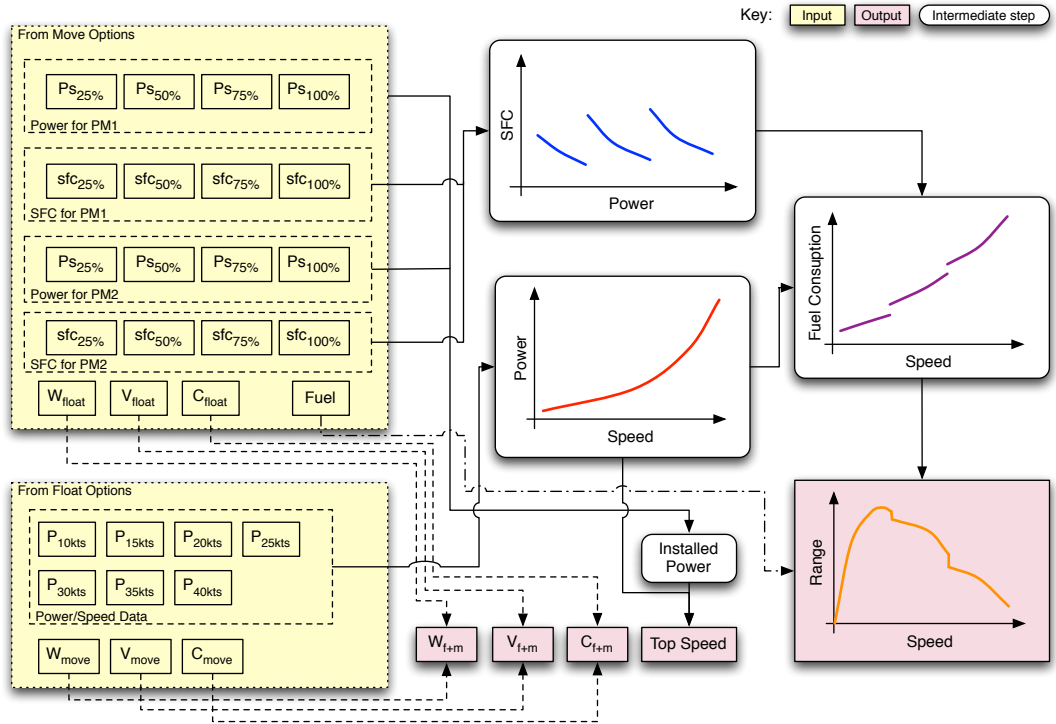 Key:
Input
Output
Intermediate step
From Move Options
Ps25%
Ps50%
Ps75%
Ps100%
Power for PM1
sfc25%
sfc50%
sfc75%
sfc100%
SFC for PM1
Ps25%
Ps50%
Ps75%
Ps100%
Power for PM2
sfc25%
sfc50%
sfc75%
sfc100%
SFC for PM2
Wfloat
Vfloat
Cfloat
Fuel
SFC
Power
Power
Speed
Fuel Consuption
Speed
From Float Options
P10kts
P15kts
P20kts
P25kts
P30kts
P35kts
P40kts
Power/Speed Data
Wmove
Vmove
Cmove
Installed
Power
Wf+m
Vf+m
Cf+m
Top Speed
Range
Speed